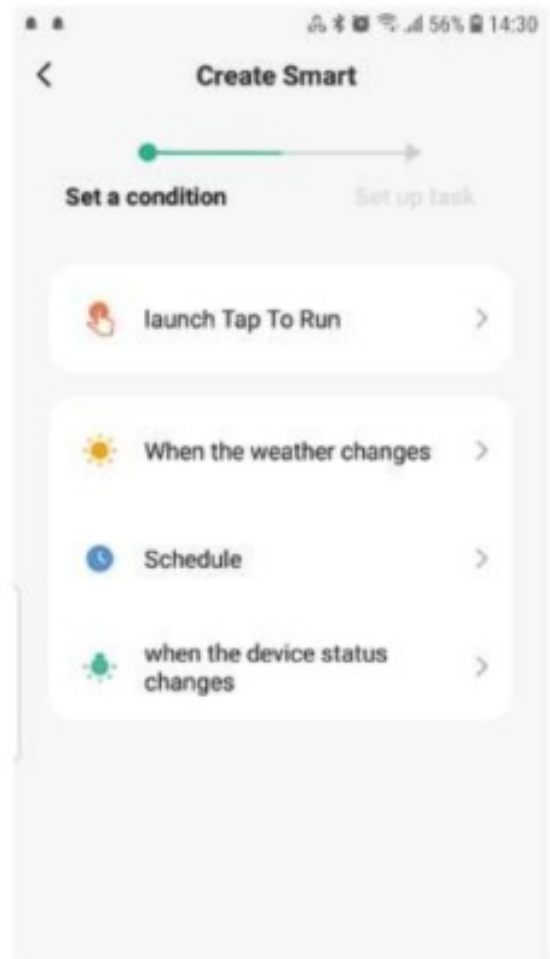 56% 14:30
Create Smart
Set a condition Set up task
launch Tap To Run
When the weather changes
Schedule
when the device status
changes